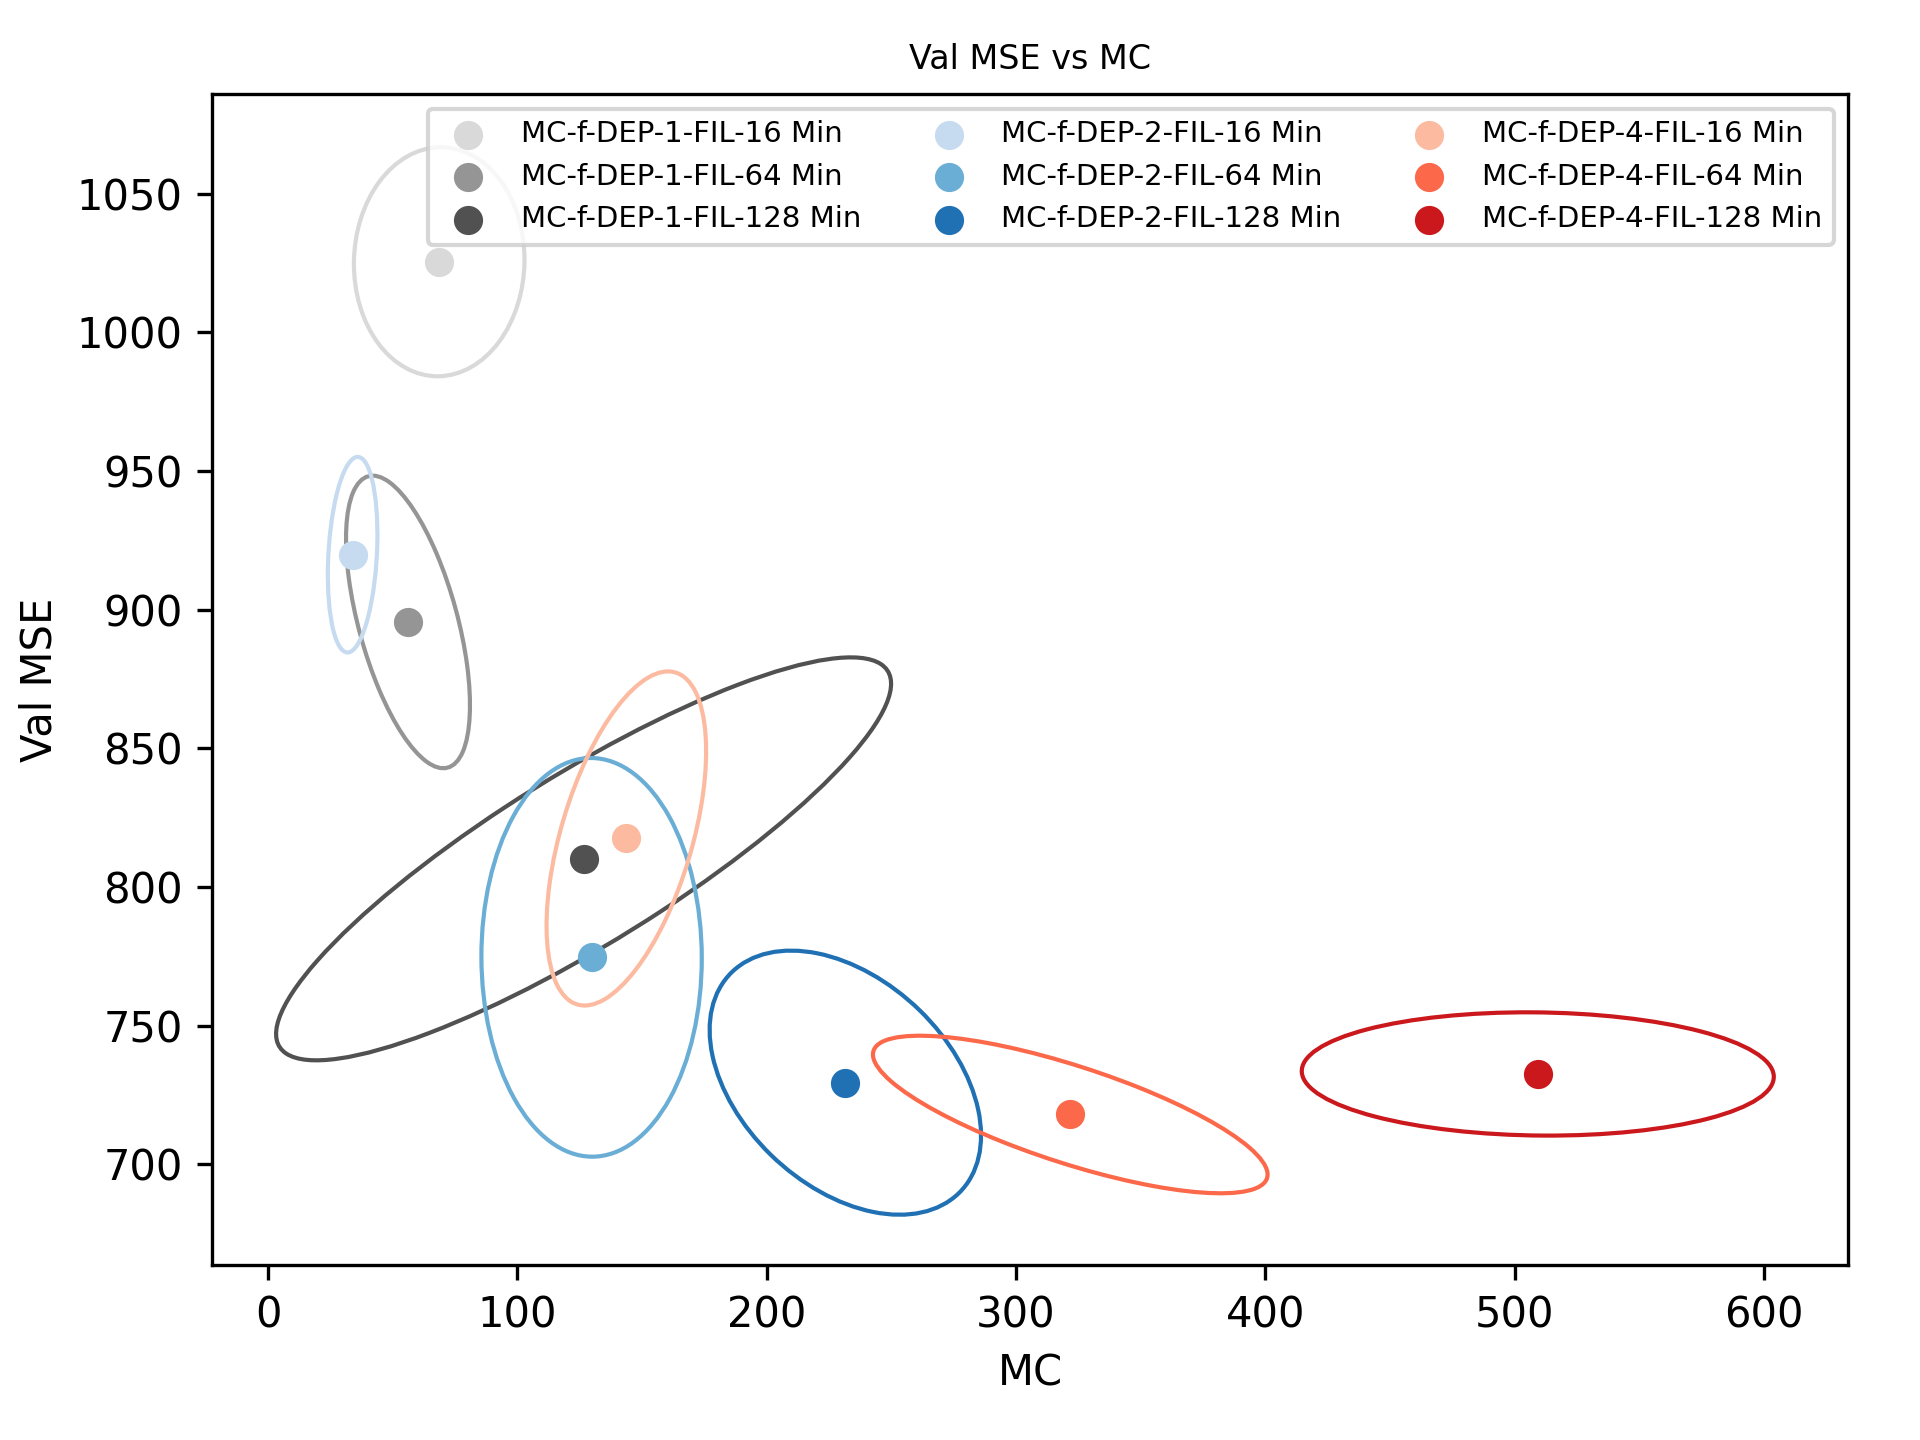 Val MSE vs MC
MC-f-DEP-1-FIL-16 Min
MC-f-DEP-1-FIL-64 Min
MC-f-DEP-1-FIL-128 Min
MC-f-DEP-2-FIL-16 Min
MC-f-DEP-2-FIL-64 Min
MC-f-DEP-2-FIL-128 Min
MC-f-DEP-4-FIL-16 Min
MC-f-DEP-4-FIL-64 Min
MC-f-DEP-4-FIL-128 Min
Val MSE
1050
1000
950
900
850
800
750
700
0 100 200 300 400 500 600
MC